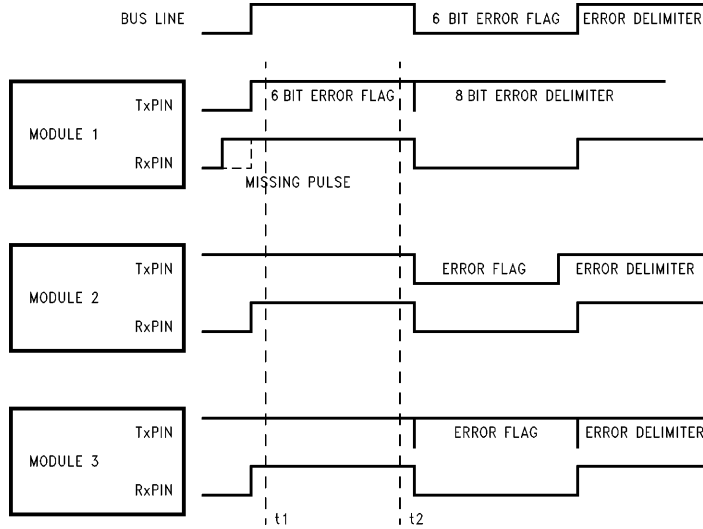 BUS LINE
6 BIT ERROR FLAG
ERROR DELIMITER
TxPIN
6 BIT ERROR FLAG
8 BIT ERROR DELIMITER
MODULE 1
RxPIN
MISSING PULSE
TxPIN
ERROR FLAG
ERROR DELIMITER
MODULE 2
RxPIN
TxPIN
ERROR FLAG
ERROR DELIMITER
MODULE 3
RxPIN
t1
t2